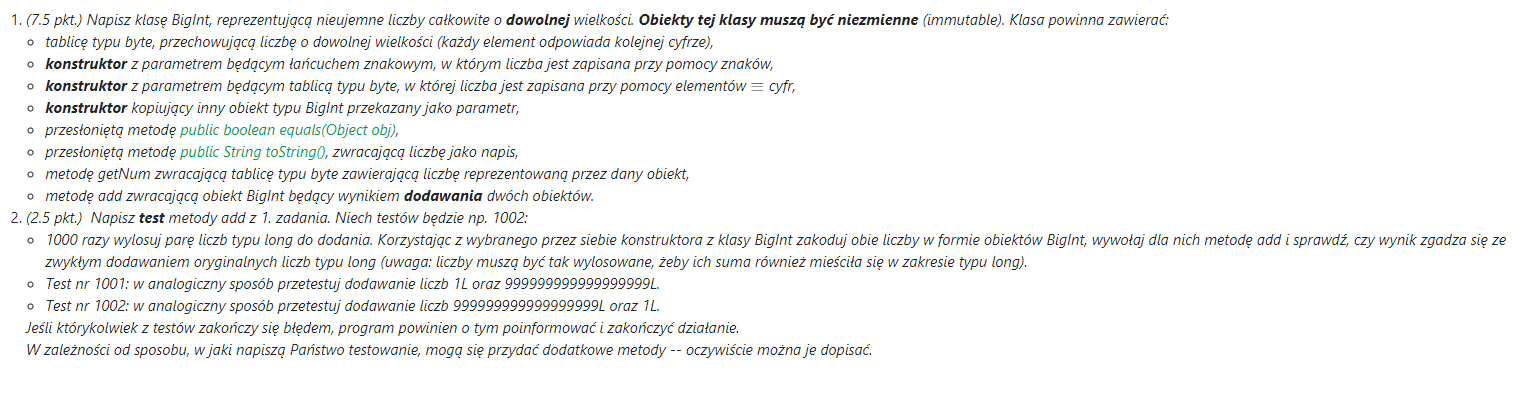 1. (7.5 pkt.) Napisz klasę BigInt, reprezentującą nieujemne liczby całkowite o dowolnej wielkości. Obiekty tej klasy muszą być niezmienne (immutable). Klasa powinna zawierać:
◦ tablicę typu byte, przechowującą liczbę o dowolnej wielkości (każdy element odpowiada kolejnej cyfrze),
◦ konstruktor z parametrem będącym łańcuchem znakowym, w którym liczba jest zapisana przy pomocy znaków,
◦ konstruktor z parametrem będącym tablicą typu byte, w której liczba jest zapisana przy pomocy elementów ≡ cyfr,
◦ konstruktor kopiujący inny obiekt typu BigInt przekazany jako parametr,
◦ przesłoniętą metodę public boolean equals(Object obj),
◦ przesłoniętą metodę public String toString(), zwracającą liczbę jako napis,
◦ metodę getNum zwracającą tablicę typu byte zawierającą liczbę reprezentowaną przez dany obiekt,
◦ metodę add zwracającą obiekt BigInt będący wynikiem dodawania dwóch obiektów.
2. (2.5 pkt.) Napisz test metody add z 1. zadania. Niech testów będzie np. 1002:
◦ 1000 razy wylosuj parę liczb typu long do dodania. Korzystając z wybranego przez siebie konstruktora z klasy BigInt zakoduj obie liczby w formie obiektów BigInt, wywołaj dla nich metodę add i sprawdź, czy wynik zgadza się ze
zwykłym dodawaniem oryginalnych liczb typu long (uwaga: liczby muszą być tak wylosowane, żeby ich suma również mieściła się w zakresie typu long).
◦ Test nr 1001: w analogiczny sposób przetestuj dodawanie liczb 1L oraz 999999999999999999L.
◦ Test nr 1002: w analogiczny sposób przetestuj dodawanie liczb 999999999999999999L oraz 1L.
Jeśli którykolwiek z testów zakończy się błędem, program powinien o tym poinformować i zakończyć działanie.
W zależności od sposobu, w jaki napiszą Państwo testowanie, mogą się przydać dodatkowe metody -- oczywiście można je dopisać.